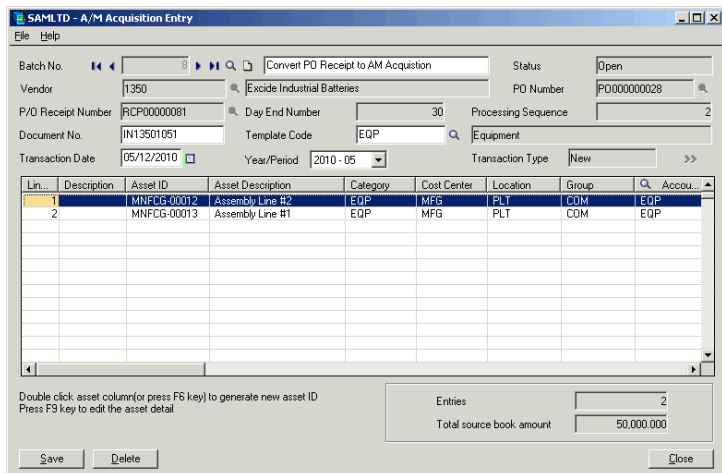 SAMLTD - A/M Acquisition Entry
File Help
Batch No. 8 Convert PO Receipt to AM Acquistion Status Open
Vendor 1350 Excide Industrial Batteries PO Number PO000000028
P/O Receipt Number RCP00000081 Day End Number 30 Processing Sequence 2
Document No. IN13501051 Template Code EQP Equipment
Transaction Date 05/12/2010 Year/Period 2010 - 05 Transaction Type New >>
Lin... Description Asset ID Asset Description Category Cost Center Location Group Accou...
1 MNFCG-00012 Assembly Line #2 EQP MFG PLT COM EQP
2 MNFCG-00013 Assembly Line #1 EQP MFG PLT COM EQP
Double click asset column(or press F6 key) to generate new asset ID
Press F9 key to edit the asset detail
Entries 2
Total source book amount 50,000.000
Save Delete Close